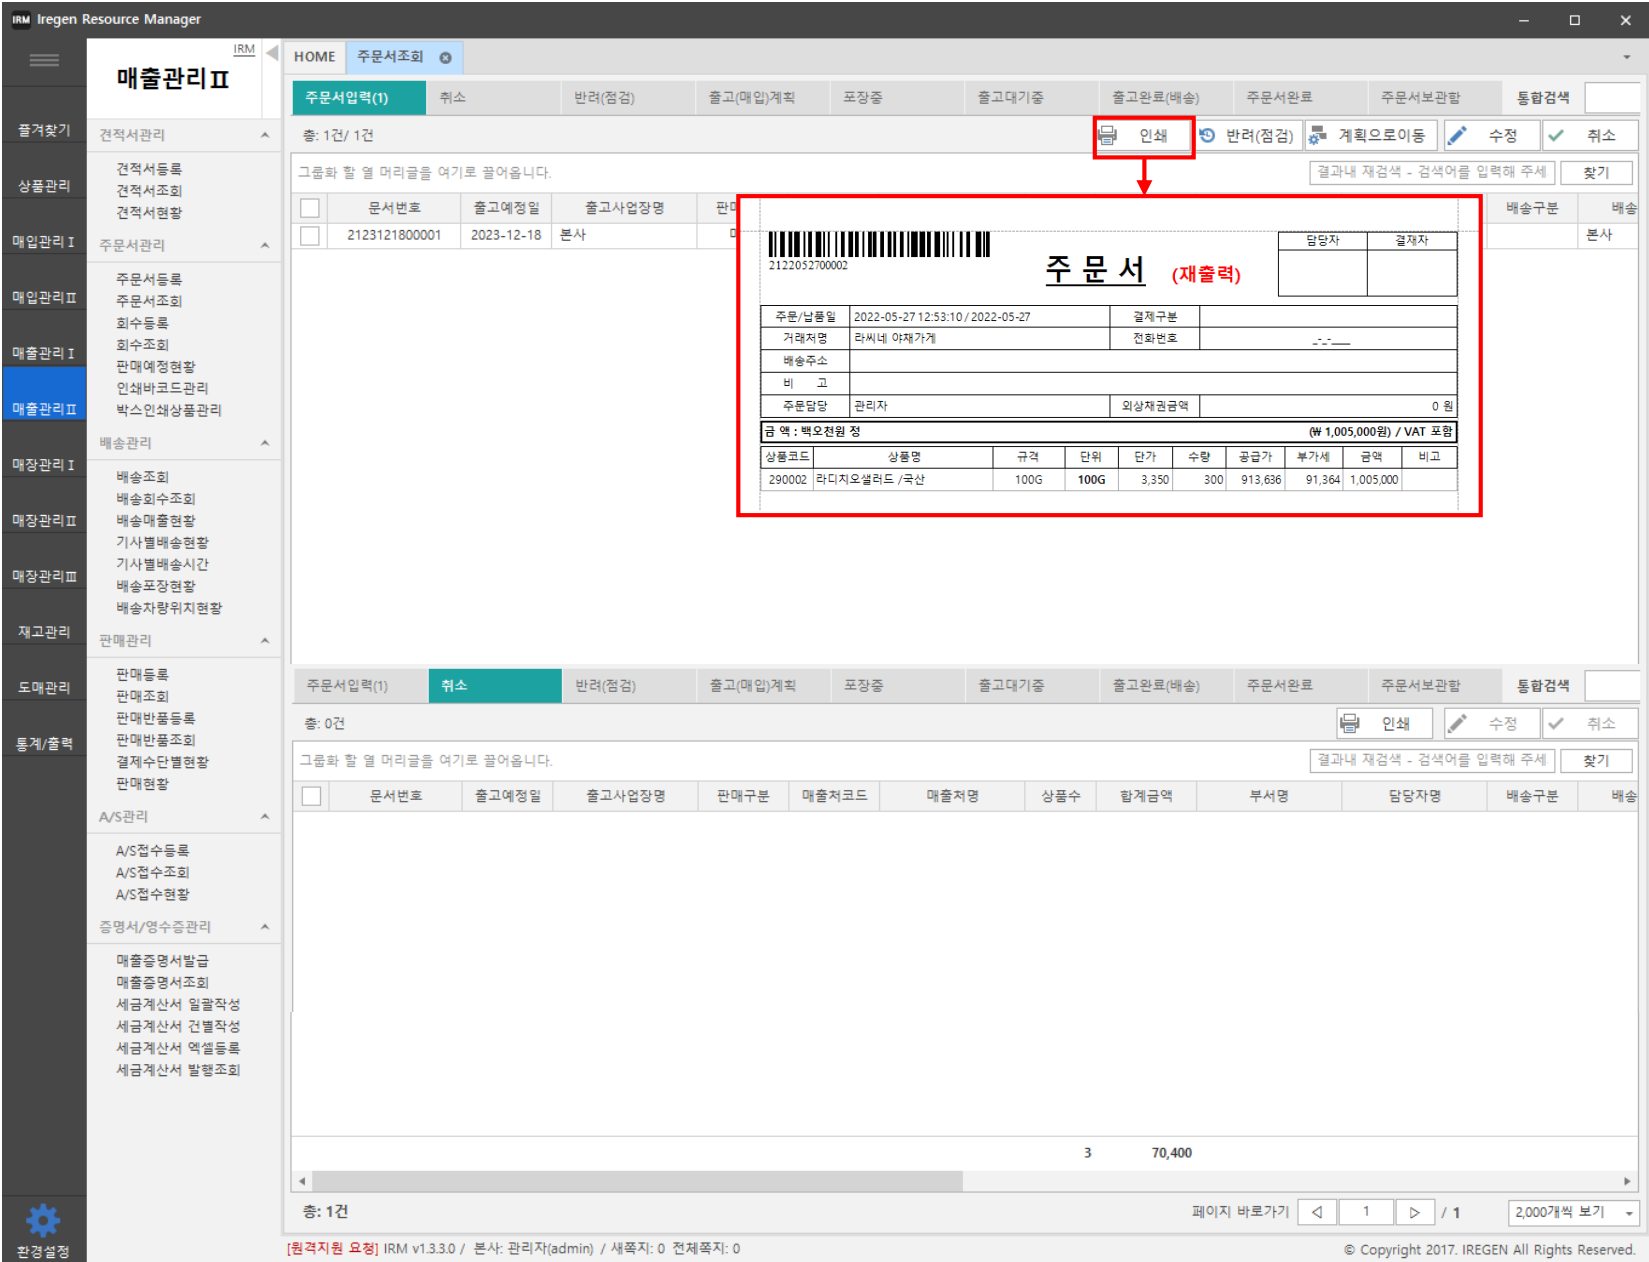 IRM Iregen Resource Manager
IRM
매출관리Ⅱ
즐겨찾기
상품관리
매입관리Ⅰ
매입관리Ⅱ
매출관리Ⅰ
매출관리Ⅱ
매장관리Ⅰ
매장관리Ⅱ
매장관리Ⅲ
재고관리
도매관리
통계/출력
환경설정
견적서관리
견적서등록
견적서조회
견적서현황
주문서관리
주문서등록
주문서조회
회수등록
회수조회
판매예정현황
인쇄바코드관리
박스인쇄상품관리
배송관리
배송조회
배송회수조회
배송매출현황
기사별배송현황
기사별배송시간
배송포장현황
배송차량위치현황
판매관리
판매등록
판매조회
판매반품등록
판매반품조회
결제수단별현황
판매현황
A/S관리
A/S접수등록
A/S접수조회
A/S접수현황
증명서/영수증관리
매출증명서발급
매출증명서조회
세금계산서 일괄작성
세금계산서 건별작성
세금계산서 엑셀등록
세금계산서 발행조회
HOME 주문서조회
주문서입력(1) 취소 반려(점검) 출고(매입)계획 포장중 출고대기중 출고완료(배송) 주문서완료 주문서보관함 통합검색
총: 1건/ 1건 인쇄 반려(점검) 계획으로이동 수정 취소
그룹화 할 열 머리글을 여기로 끌어옵니다. 결과내 재검색 - 검색어를 입력해 주세 찾기
문서번호 출고예정일 출고사업장명 판매 배송구분 배송
2123121800001 2023-12-18 본사 본사
2122052700002
주 문 서 (재출력)
담당자 결재자
주문/납품일 2022-05-27 12:53:10 / 2022-05-27 결제구분
거래처명 라씨네 야채가게 전화번호 _-_-___
배송주소
비 고
주문담당 관리자 외상채권금액 0 원
금 액 : 백오천원 정 (₩ 1,005,000원) / VAT 포함
상품코드 상품명 규격 단위 단가 수량 공급가 부가세 금액 비고
290002 라디치오샐러드 /국산 100G 100G 3,350 300 913,636 91,364 1,005,000
주문서입력(1) 취소 반려(점검) 출고(매입)계획 포장중 출고대기중 출고완료(배송) 주문서완료 주문서보관함 통합검색
총: 0건 인쇄 수정 취소
그룹화 할 열 머리글을 여기로 끌어옵니다. 결과내 재검색 - 검색어를 입력해 주세 찾기
문서번호 출고예정일 출고사업장명 판매구분 매출처코드 매출처명 상품수 합계금액 부서명 담당자명 배송구분 배송
3 70,400
총: 1건 페이지 바로가기 1 / 1 2,000개씩 보기
[원격지원 요청] IRM v1.3.3.0 / 본사: 관리자(admin) / 새쪽지: 0 전체쪽지: 0 © Copyright 2017. IREGEN All Rights Reserved.